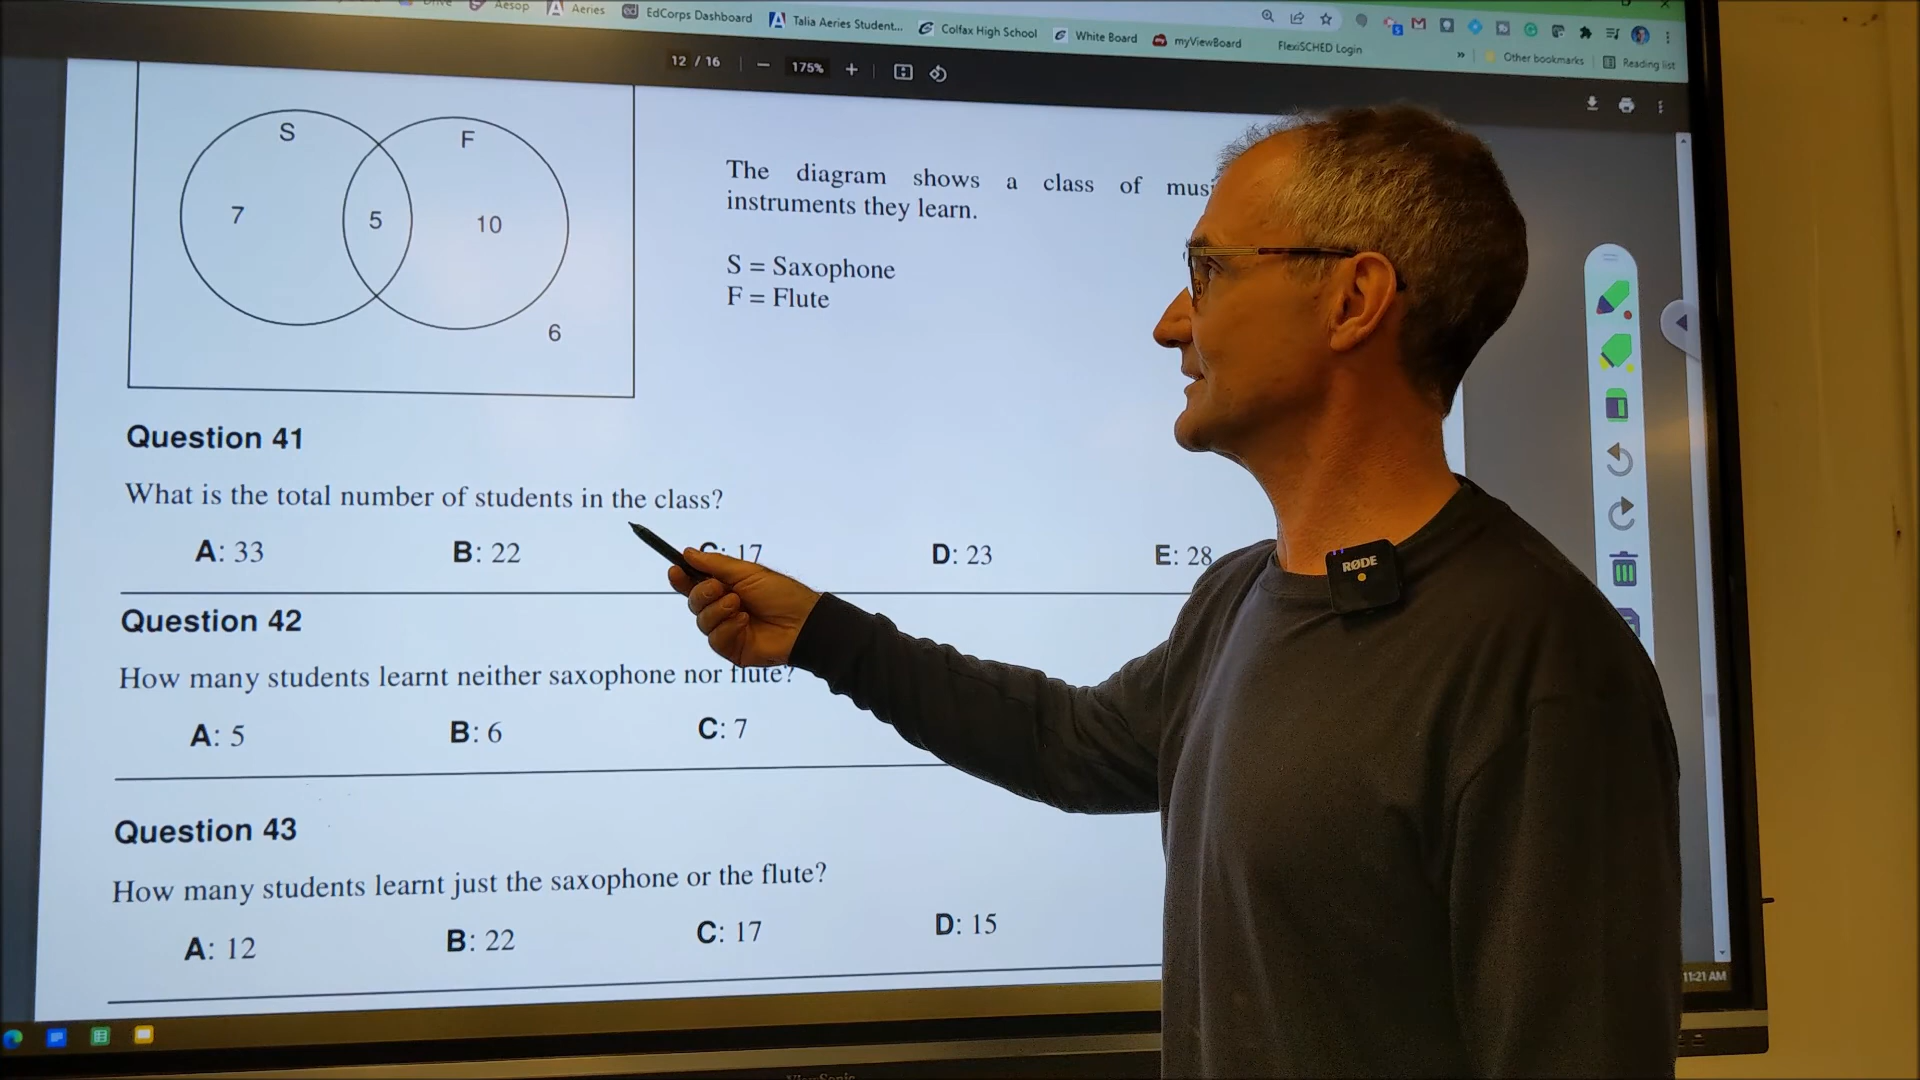 Drive
Aesop
Aeries
EdCorps Dashboard
Talia Aeries Student...
Colfax High School
White Board
myViewBoard
FlexiSCHED Login
»
Other bookmarks
Reading list
12 / 16
175%
S
F
7
5
10
6
The diagram shows a class of
instruments they learn.
S = Saxophone
F = Flute
Question 41
What is the total number of students in the class?
A: 33 B: 22 C: 17 D: 23 E: 28
Question 42
How many students learnt neither saxophone nor flute?
A: 5 B: 6 C: 7
Question 43
How many students learnt just the saxophone or the flute?
A: 12 B: 22 C: 17 D: 15
RØDE
11:21 AM
ViewSonic